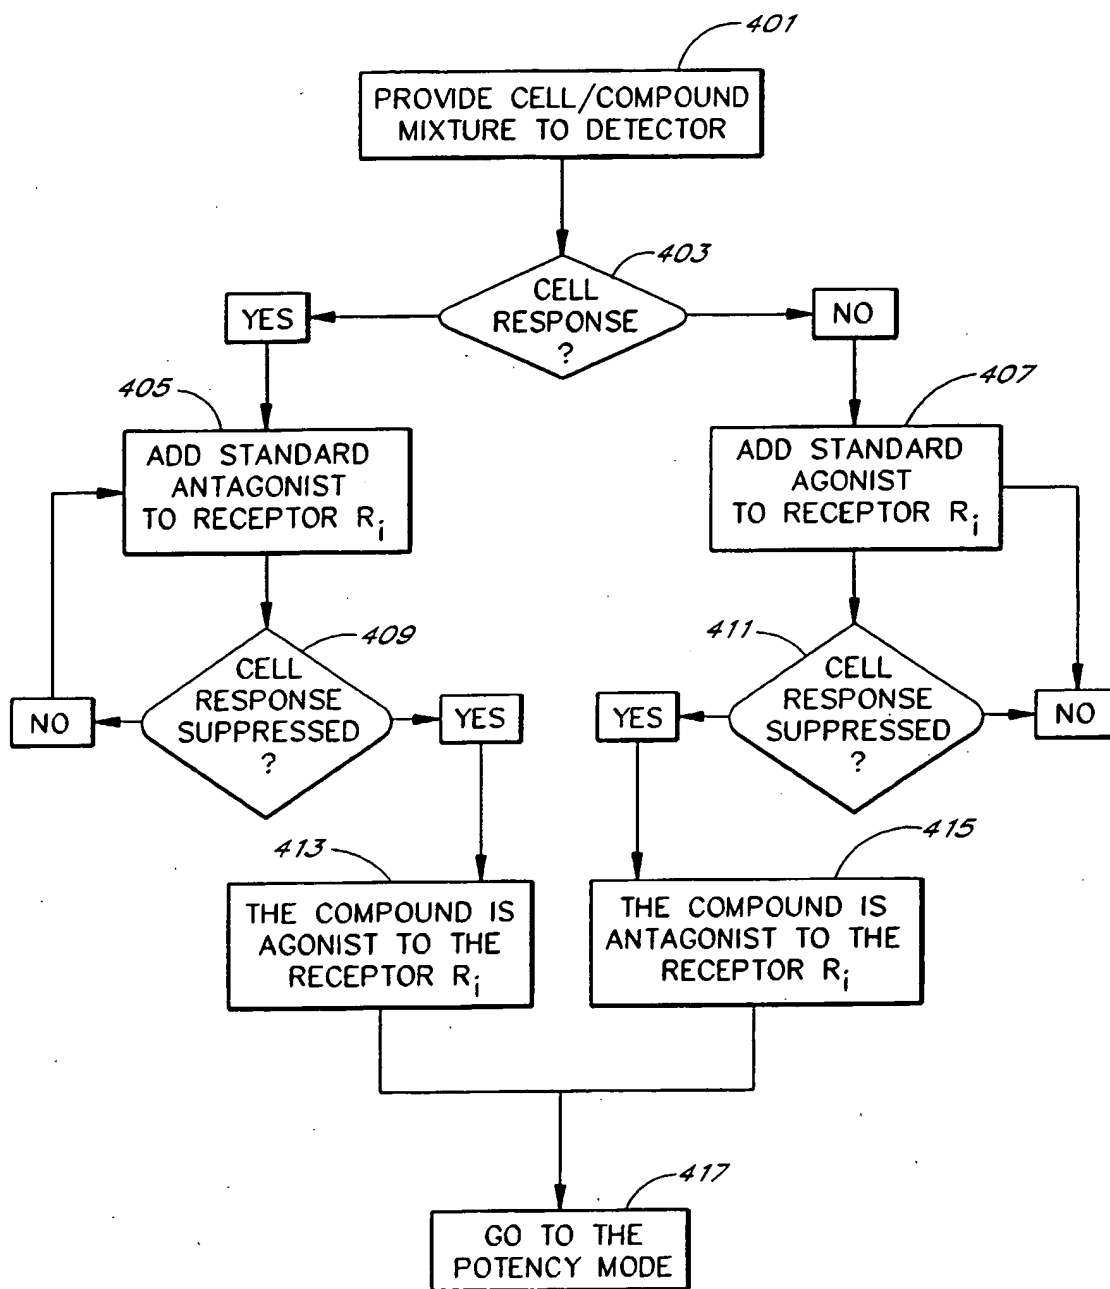 401
PROVIDE CELL/COMPOUND
MIXTURE TO DETECTOR
403
CELL
RESPONSE
?
YES
NO
405
ADD STANDARD
ANTAGONIST
TO RECEPTOR Ri
407
ADD STANDARD
AGONIST
TO RECEPTOR Ri
409
CELL
RESPONSE
SUPPRESSED
?
NO
YES
411
CELL
RESPONSE
SUPPRESSED
?
YES
NO
413
THE COMPOUND IS
AGONIST TO THE
RECEPTOR Ri
415
THE COMPOUND IS
ANTAGONIST TO THE
RECEPTOR Ri
417
GO TO THE
POTENCY MODE